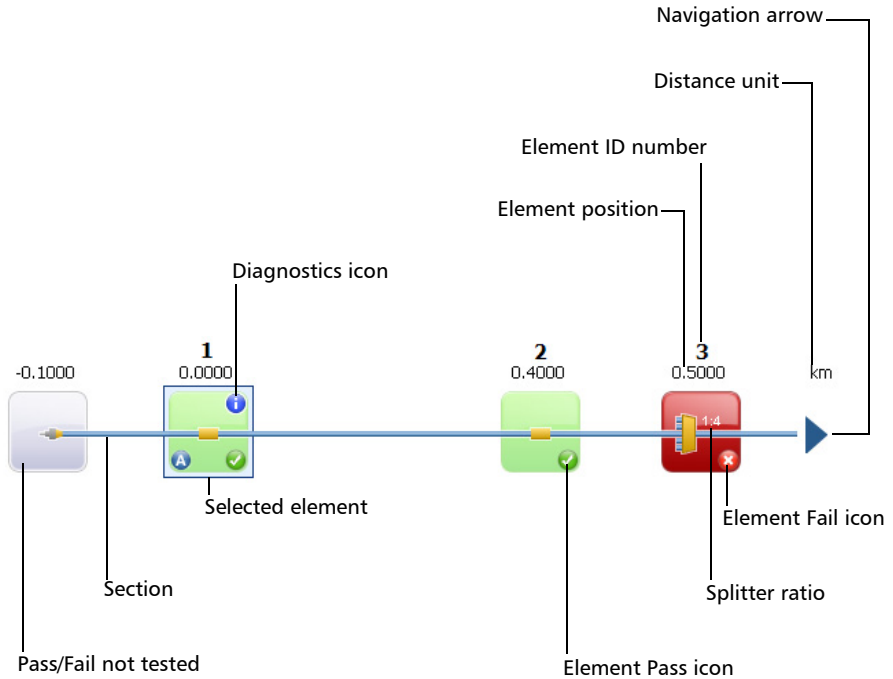 Navigation arrow
Distance unit
Element ID number
Element position
Diagnostics icon
1 2 3
-0.1000 0.0000 0.4000 0.5000 km
i
1:4
A
Selected element
Element Fail icon
Section
Splitter ratio
Pass/Fail not tested
Element Pass icon